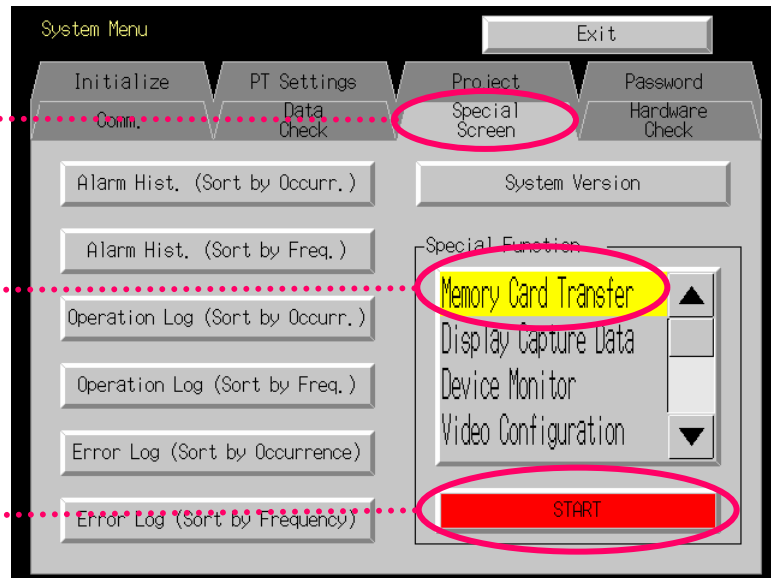 System Menu
Exit
Initialize
PT Settings
Project
Password
Comm.
Data
Check
Special
Screen
Hardware
Check
Alarm Hist. (Sort by Occurr.)
System Version
Alarm Hist. (Sort by Freq.)
Special Function
Memory Card Transfer
Operation Log (Sort by Occurr.)
Display Capture Data
Operation Log (Sort by Freq.)
Device Monitor
Video Configuration
Error Log (Sort by Occurrence)
START
Error Log (Sort by Frequency)